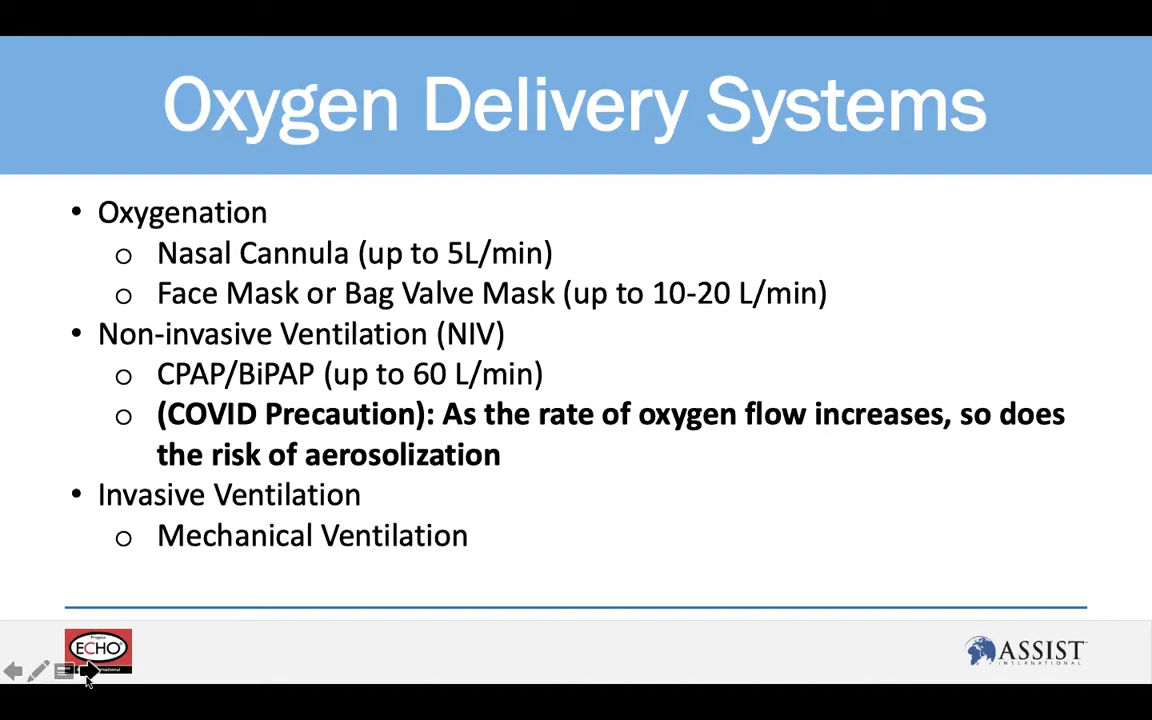 Oxygen Delivery Systems
• Oxygenation
o Nasal Cannula (up to 5L/min)
o Face Mask or Bag Valve Mask (up to 10-20 L/min)
• Non-invasive Ventilation (NIV)
o CPAP/BiPAP (up to 60 L/min)
o (COVID Precaution): As the rate of oxygen flow increases, so does
the risk of aerosolization
• Invasive Ventilation
o Mechanical Ventilation
Project
ECHO
ASSIST
INTERNATIONAL